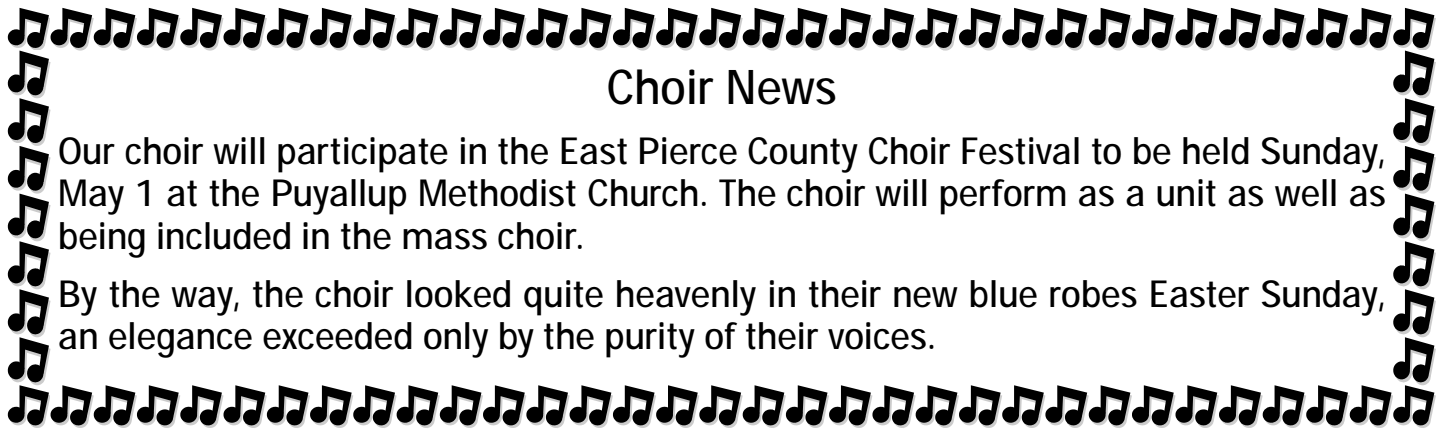 Choir News
Our choir will participate in the East Pierce County Choir Festival to be held Sunday,
May 1 at the Puyallup Methodist Church. The choir will perform as a unit as well as
being included in the mass choir.
By the way, the choir looked quite heavenly in their new blue robes Easter Sunday,
an elegance exceeded only by the purity of their voices.